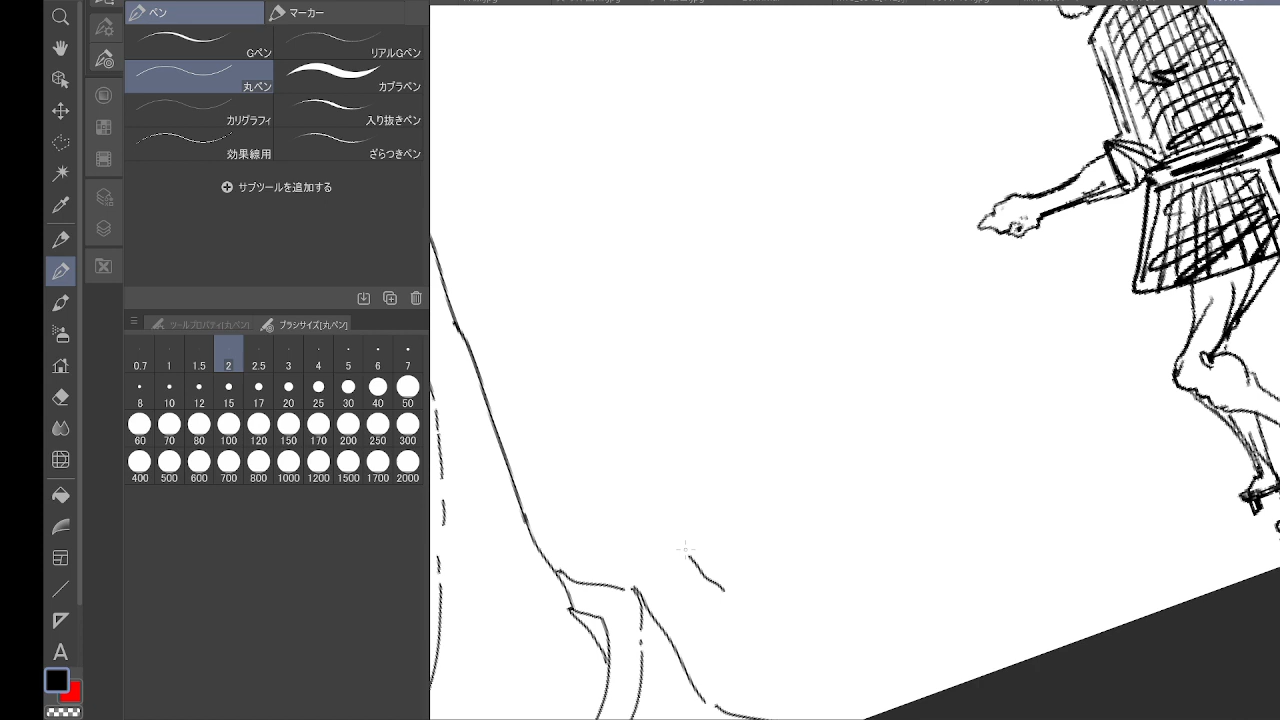 ペン
マーカー
Gペン
リアルGペン
丸ペン
カブラペン
カリグラフィ
入り抜きペン
効果線用
ざらつきペン
サブツールを追加する
ツールプロパティ[丸ペン]
ブラシサイズ[丸ペン]
0.7 1 1.5 2 2.5 3 4 5 6 7
8 10 12 15 17 20 25 30 40 50
60 70 80 100 120 150 170 200 250 300
400 500 600 700 800 1000 1200 1500 1700 2000
A